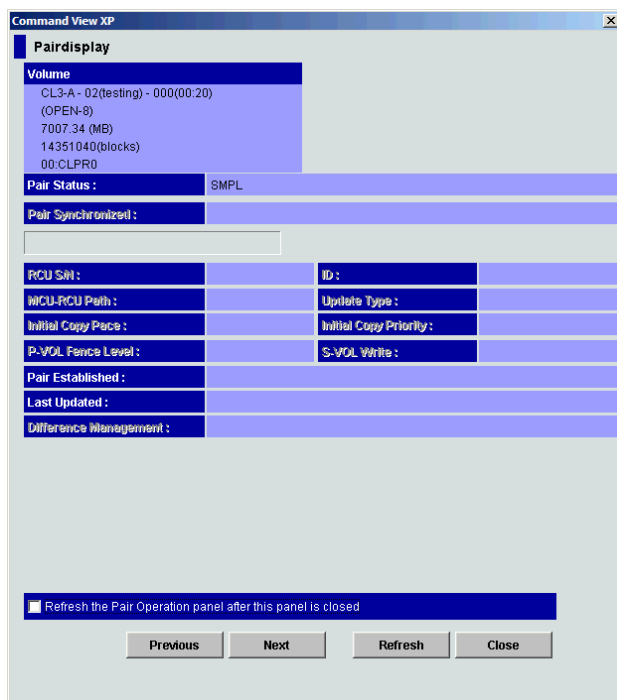 Command View XP
Pairdisplay
Volume
CL3-A - 02(testing) - 000(00:20)
(OPEN-8)
7007.34 (MB)
14351040(blocks)
00:CLPR0
Pair Status : SMPL
Pair Synchronized :
RCU S/N : ID :
MCU-RCU Path : Update Type :
Initial Copy Pace : Initial Copy Priority :
P-VOL Fence Level : S-VOL Write :
Pair Established :
Last Updated :
Difference Management :
Refresh the Pair Operation panel after this panel is closed
Previous Next Refresh Close